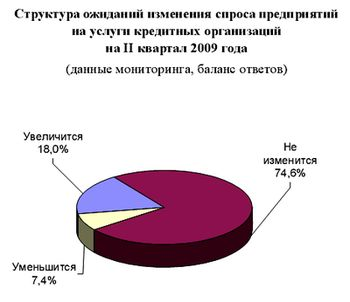 Структура ожиданий изменения спроса предприятий
на услуги кредитных организаций
на II квартал 2009 года
(данные мониторинга, баланс ответов)
Увеличится
18,0%
Не
изменится
74,6%
Уменьшится
7,4%